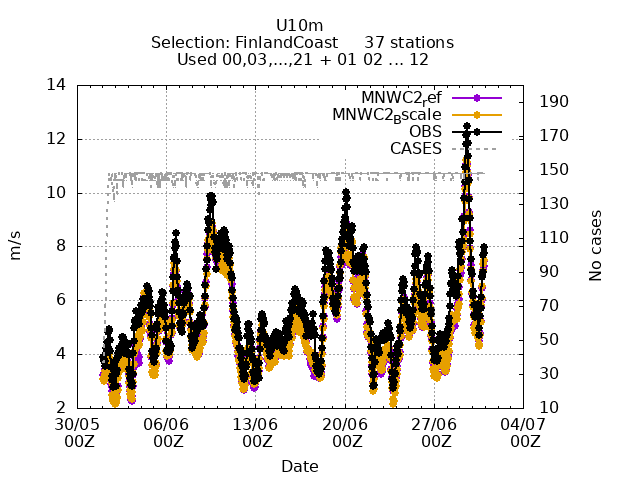 U10m
Selection: FinlandCoast 37 stations
Used 00,03,...,21 + 01 02 ... 12
MNWC2_ref
MNWC2_Bscale
OBS
CASES
14
12
10
8
6
4
2
m/s
190
170
150
130
110
90
70
50
30
10
No cases
30/05 06/06 13/06 20/06 27/06 04/07
00Z 00Z 00Z 00Z 00Z 00Z
Date